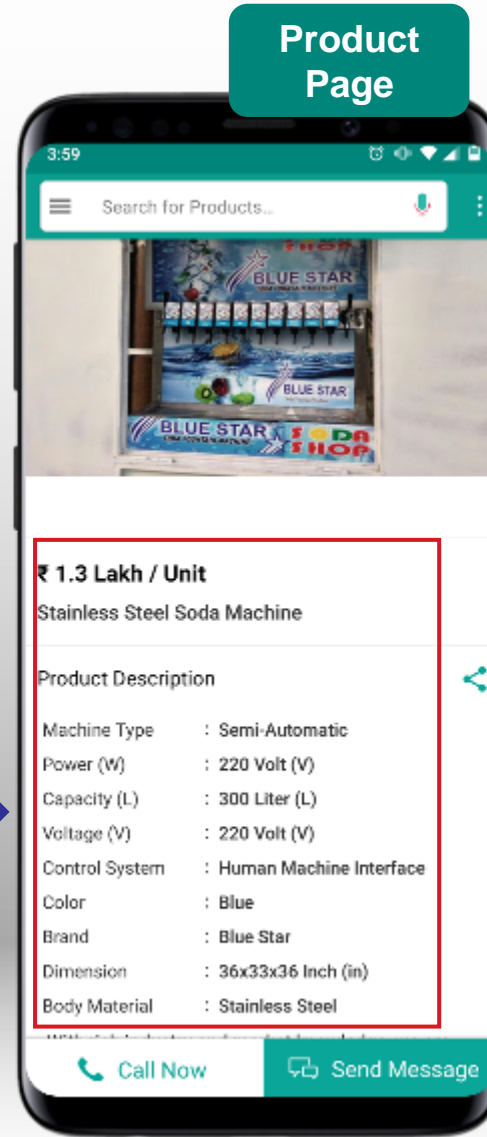 Product
Page
3:59
Search for Products...
SHOP
BLUE STAR
BLUE STAR
BLUE STAR SODA
SHOP
₹ 1.3 Lakh / Unit
Stainless Steel Soda Machine
Product Description
Machine Type : Semi-Automatic
Power (W) : 220 Volt (V)
Capacity (L) : 300 Liter (L)
Voltage (V) : 220 Volt (V)
Control System : Human Machine Interface
Color : Blue
Brand : Blue Star
Dimension : 36x33x36 Inch (in)
Body Material : Stainless Steel
Call Now
Send Message